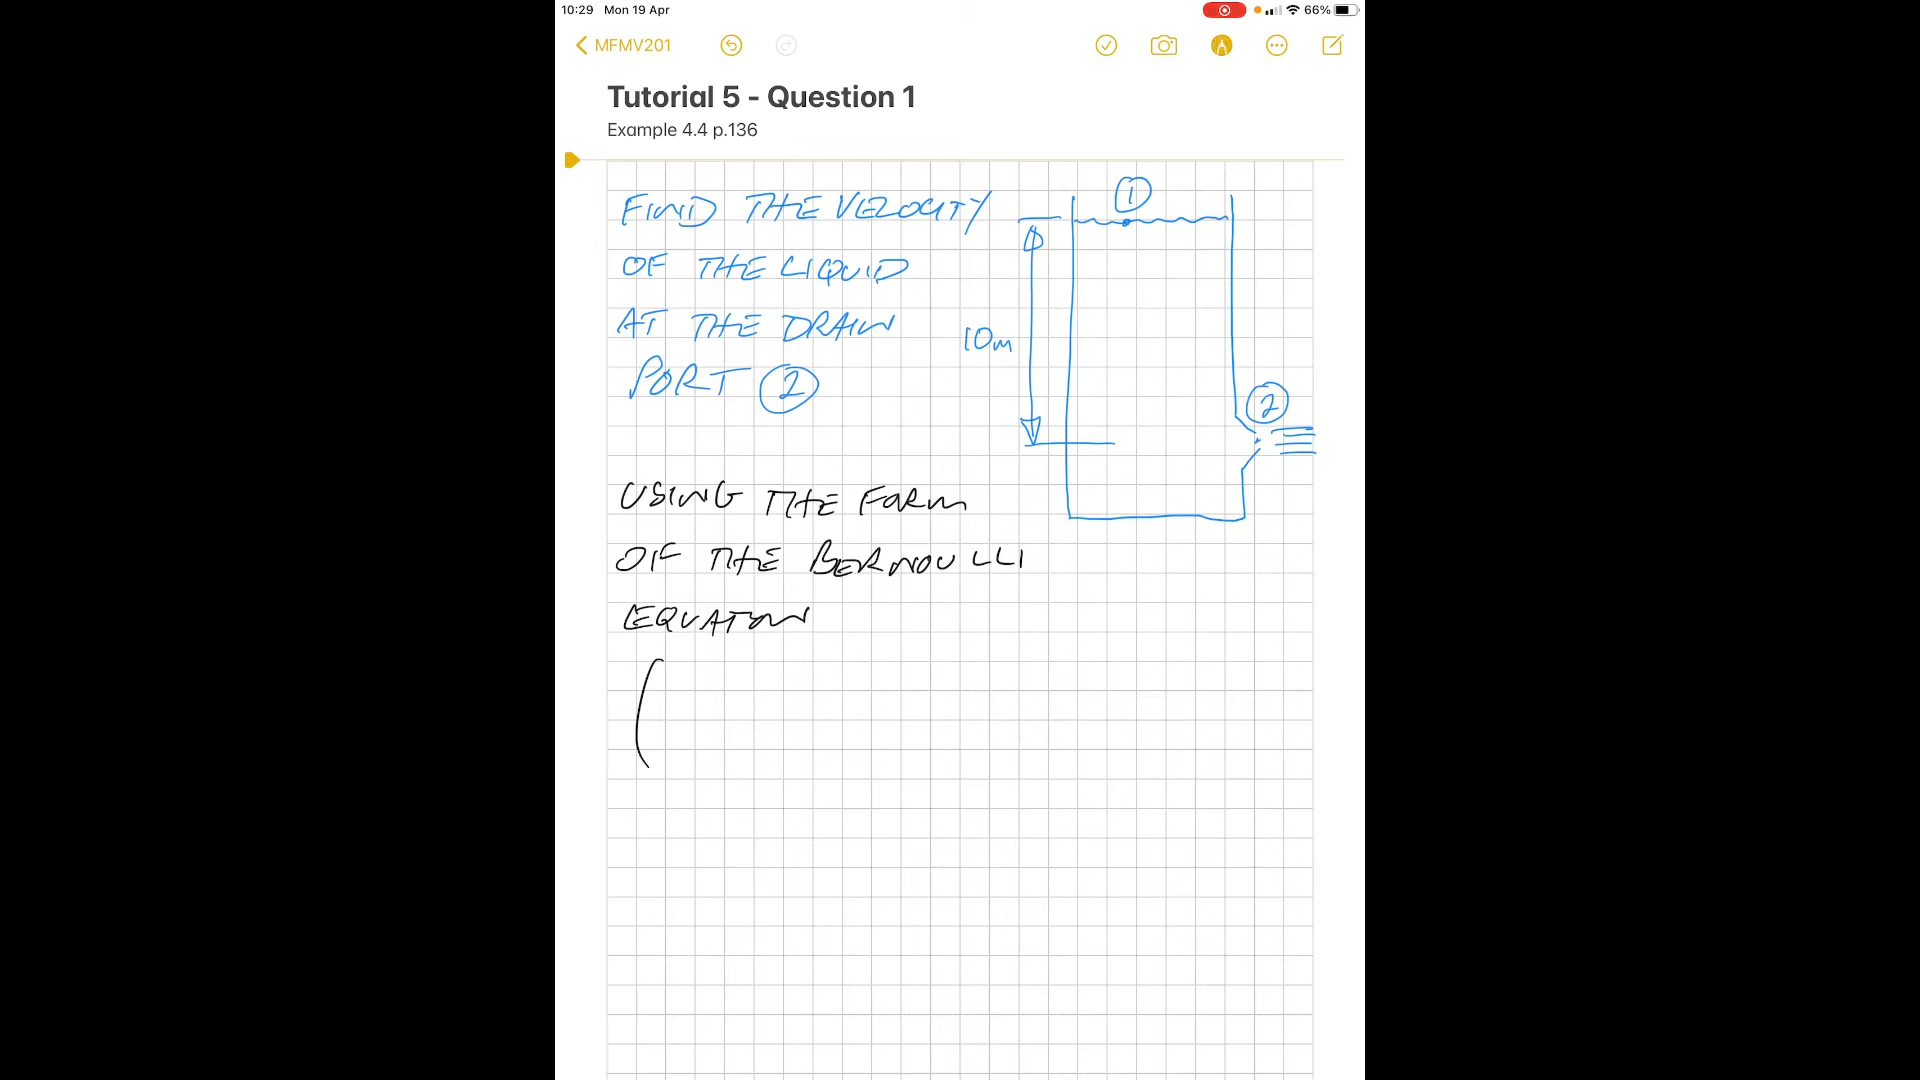 10:29 Mon 19 Apr
66%
MFMV201
Tutorial 5 - Question 1
Example 4.4 p.136
FIND THE VELOCITY
OF THE LIQUID
AT THE DRAIN
PORT 2
1
10m
2
USING THE FORM
OF THE BERNOULLI
EQUATION
(